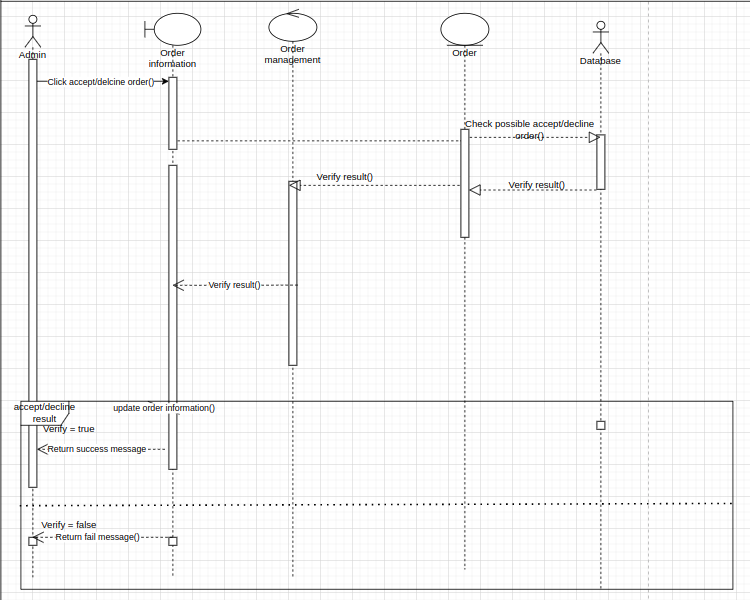 Admin
Order
information
Order
management
Order
Database
Click accept/delcine order()
Check possible accept/decline
order()
Verify result()
Verify result()
Verify result()
accept/decline
result
update order information()
Verify = true
Return success message
Verify = false
Return fail message()